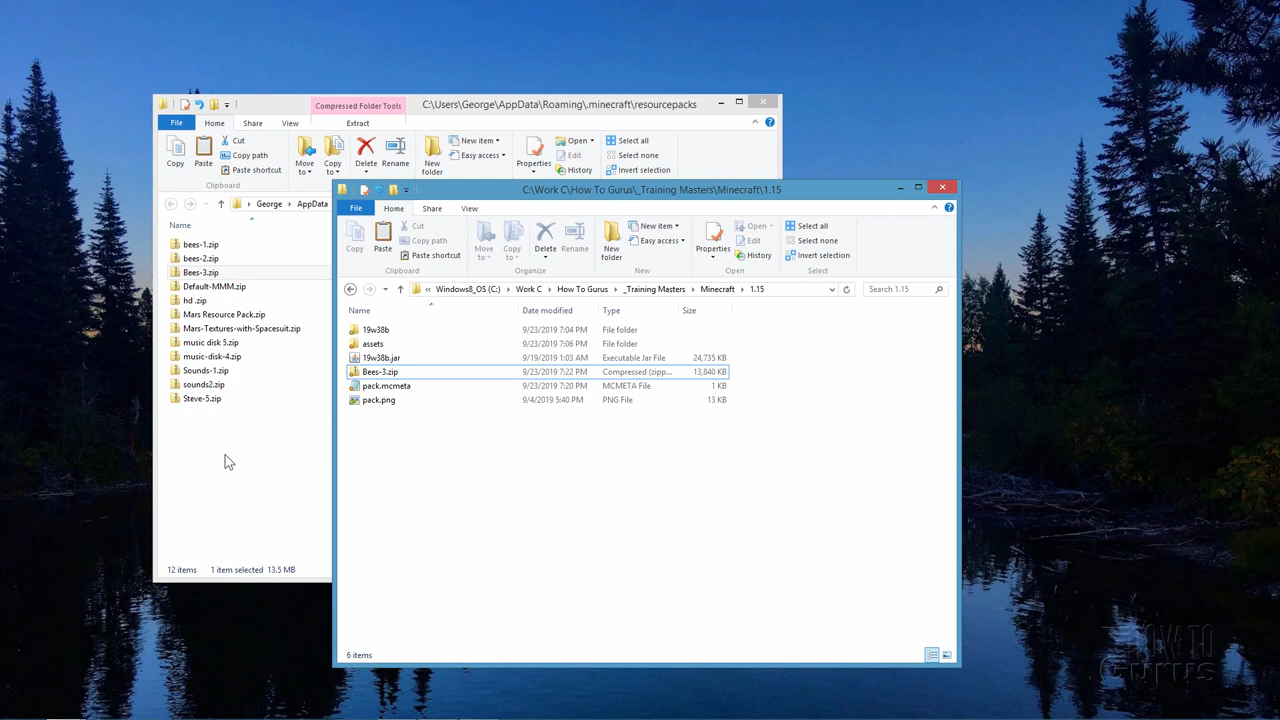 Compressed Folder Tools
C:\Users\George\AppData\Roaming\.minecraft\resourcepacks
File Home Share View Extract
Copy Paste Cut Copy path Paste shortcut
Move to Copy to Delete Rename
New folder New item Easy access
Properties Open Edit History
Select all Select none Invert selection
Clipboard
George AppData
Name
bees-1.zip
bees-2.zip
Bees-3.zip
Default-MMM.zip
hd .zip
Mars Resource Pack.zip
Mars-Textures-with-Spacesuit.zip
music disk 5.zip
music-disk-4.zip
Sounds-1.zip
sounds2.zip
Steve-5.zip
12 items 1 item selected 13.5 MB
C:\Work C\How To Gurus\_Training Masters\Minecraft\1.15
File Home Share View
Copy Paste Cut Copy path Paste shortcut
Move to Copy to Delete Rename
New folder New item Easy access
Properties Open Edit History
Select all Select none Invert selection
Clipboard Organize New Open Select
« Windows8_OS (C:) Work C How To Gurus _Training Masters Minecraft 1.15 Search 1.15
Name Date modified Type Size
19w38b 9/23/2019 7:04 PM File folder
assets 9/23/2019 7:06 PM File folder
19w38b.jar 9/19/2019 1:03 AM Executable Jar File 24,735 KB
Bees-3.zip 9/23/2019 7:22 PM Compressed (zipp... 13,840 KB
pack.mcmeta 9/23/2019 7:20 PM MCMETA File 1 KB
pack.png 9/4/2019 5:40 PM PNG File 13 KB
6 items
HOW TO
GURUS